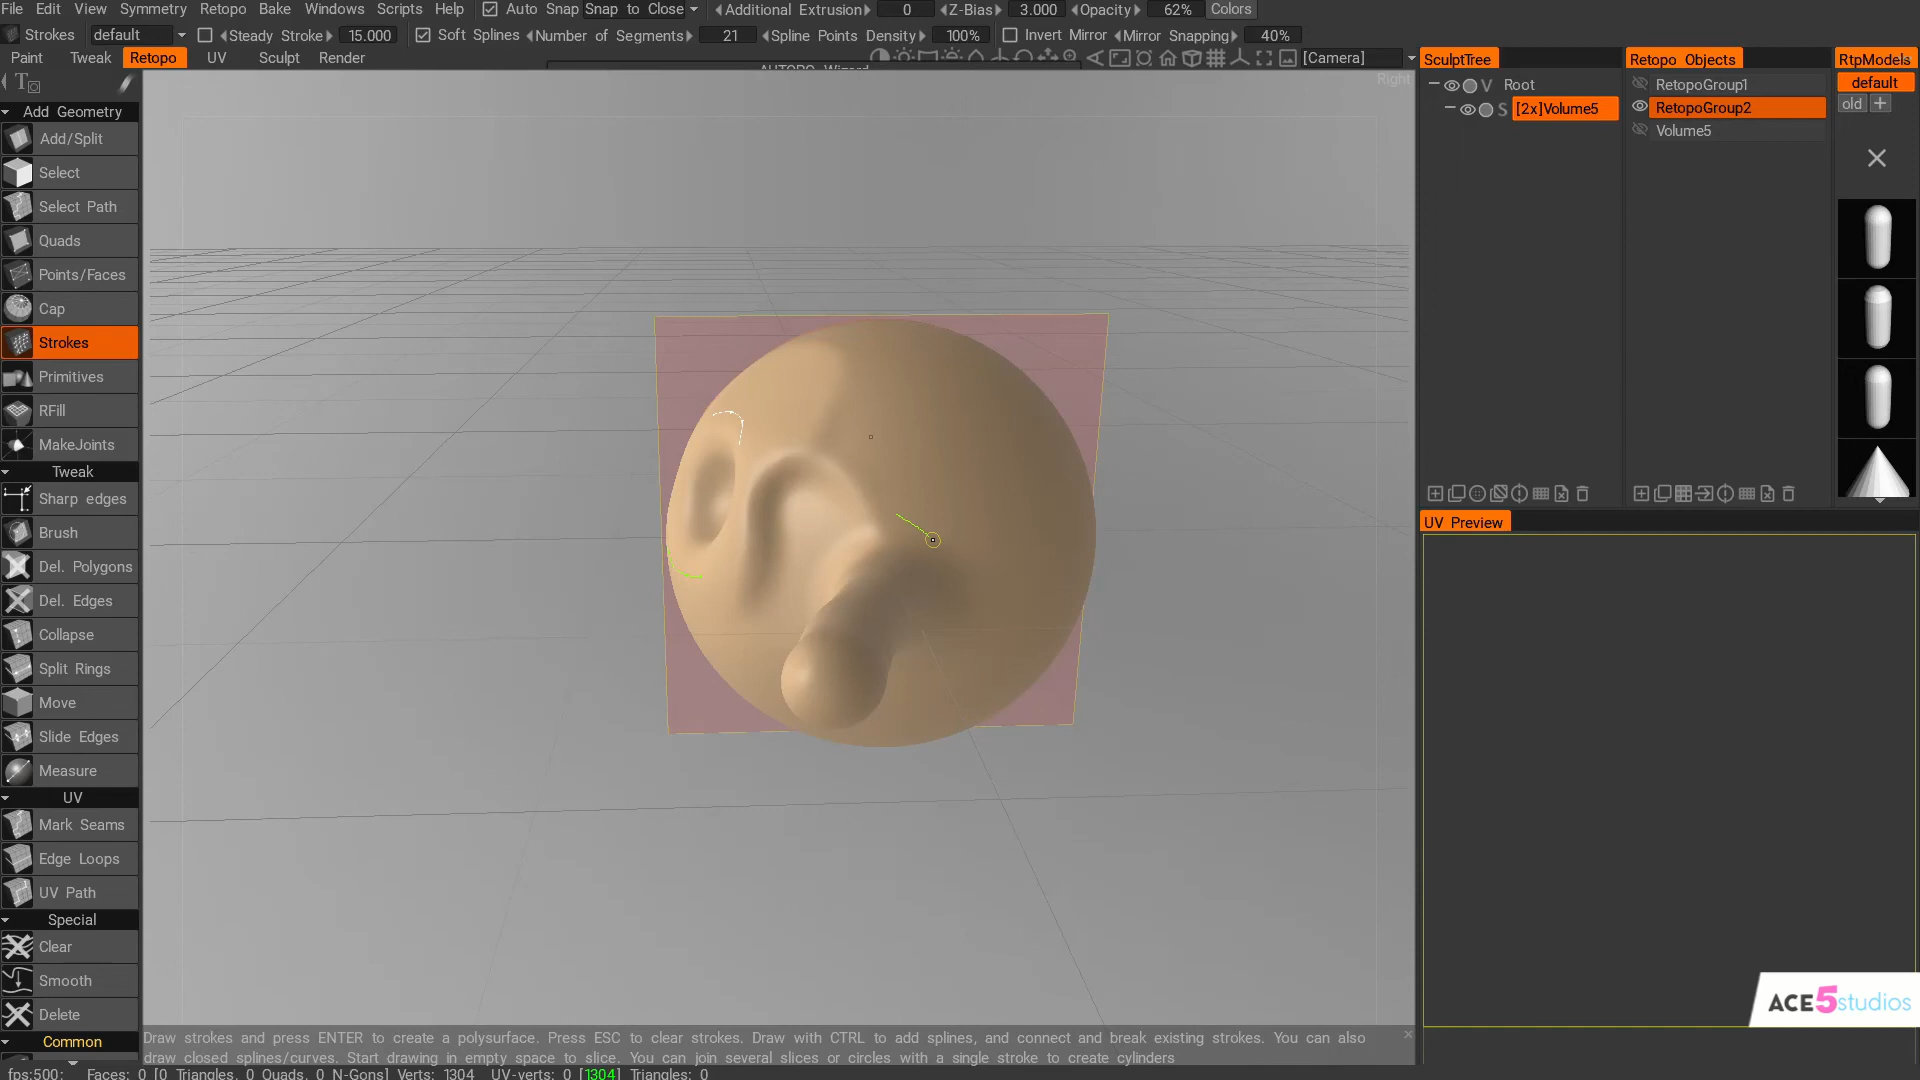 File Edit View Symmetry Retopo Bake Windows Scripts Help Auto Snap Snap to Close Additional Extrusion 0 Z-Bias 3.000 Opacity 62% Colors
Strokes default Steady Stroke 15.000 Soft Splines Number of Segments 21 Spline Points Density 100% Invert Mirror Mirror Snapping 40%
Paint Tweak Retopo UV Sculpt Render [Camera]
AUTOPO Wizard
Right
Add Geometry
Add/Split
Select
Select Path
Quads
Points/Faces
Cap
Strokes
Primitives
RFill
MakeJoints
Tweak
Sharp edges
Brush
Del. Polygons
Del. Edges
Collapse
Split Rings
Move
Slide Edges
Measure
UV
Mark Seams
Edge Loops
UV Path
Special
Clear
Smooth
Delete
Common
SculptTree
V Root
S [2x]Volume5
Retopo Objects
RetopoGroup1
RetopoGroup2
Volume5
RtpModels
default
old +
UV Preview
ACE5studios
Draw strokes and press ENTER to create a polysurface. Press ESC to clear strokes. Draw with CTRL to add splines, and connect and break existing strokes. You can also
draw closed splines/curves. Start drawing in empty space to slice. You can join several slices or circles with a single stroke to create cylinders
fps:500; Faces: 0 [0 Triangles, 0 Quads, 0 N-Gons] Verts: 1304 UV-verts: 0 [1304] Triangles: 0